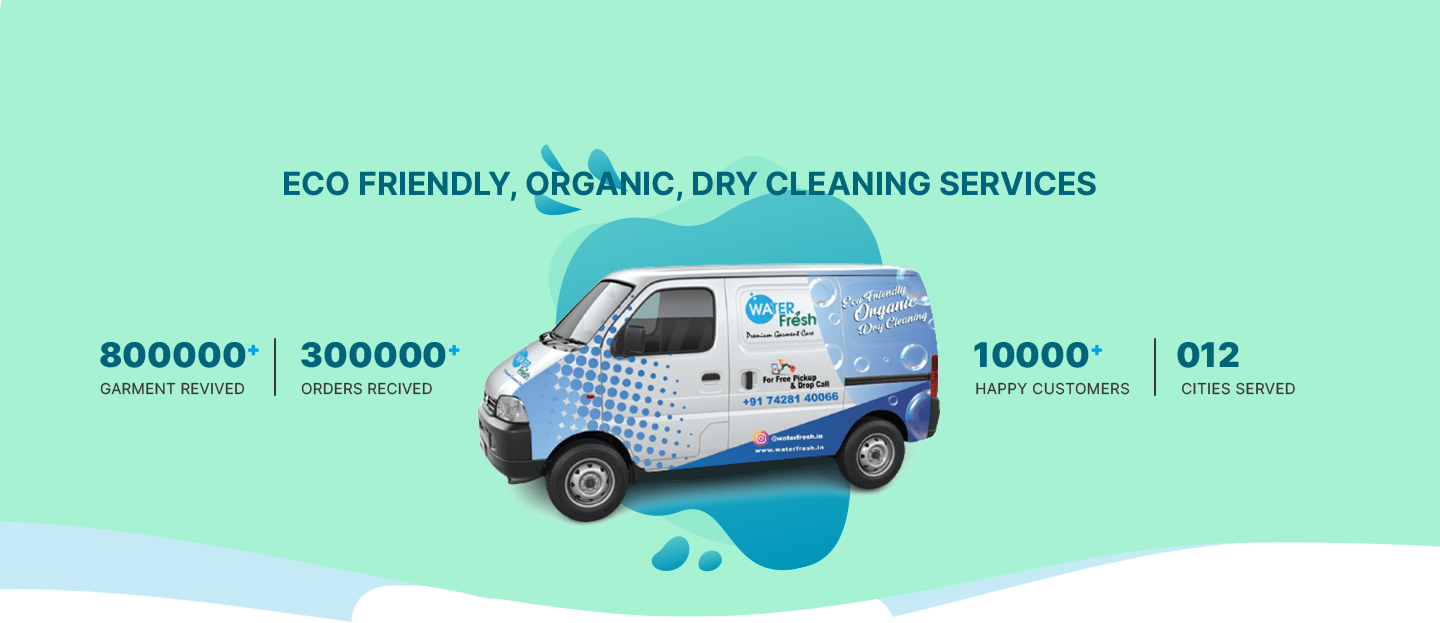 ECO FRIENDLY, ORGANIC, DRY CLEANING SERVICES
800000+
GARMENT REVIVED
300000+
ORDERS RECIVED
10000+
HAPPY CUSTOMERS
012
CITIES SERVED
WATER
Fresh
Premium Garment Care
Eco Friendly
Organic
Dry Cleaning
For Free Pickup
& Drop Call
+91 74281 40066
@waterfresh.in
www.waterfresh.in
WATER
Fresh